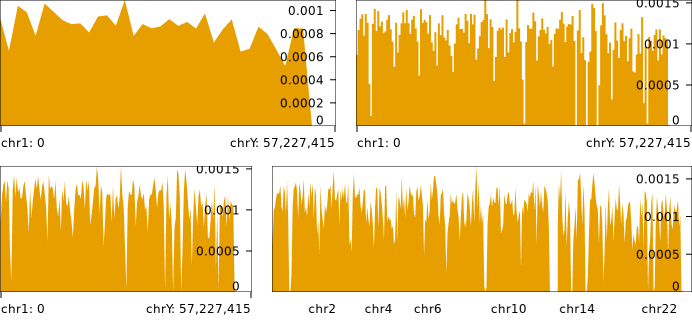 0.001
0.0008
0.0006
0.0004
0.0002
0
chr1: 0
chrY: 57,227,415
0.0015
0.001
0.0005
0
chr1: 0
chrY: 57,227,415
0.0015
0.001
0.0005
0
chr1: 0
chrY: 57,227,415
0.0015
0.001
0.0005
0
chr2 chr4 chr6 chr10 chr14 chr22